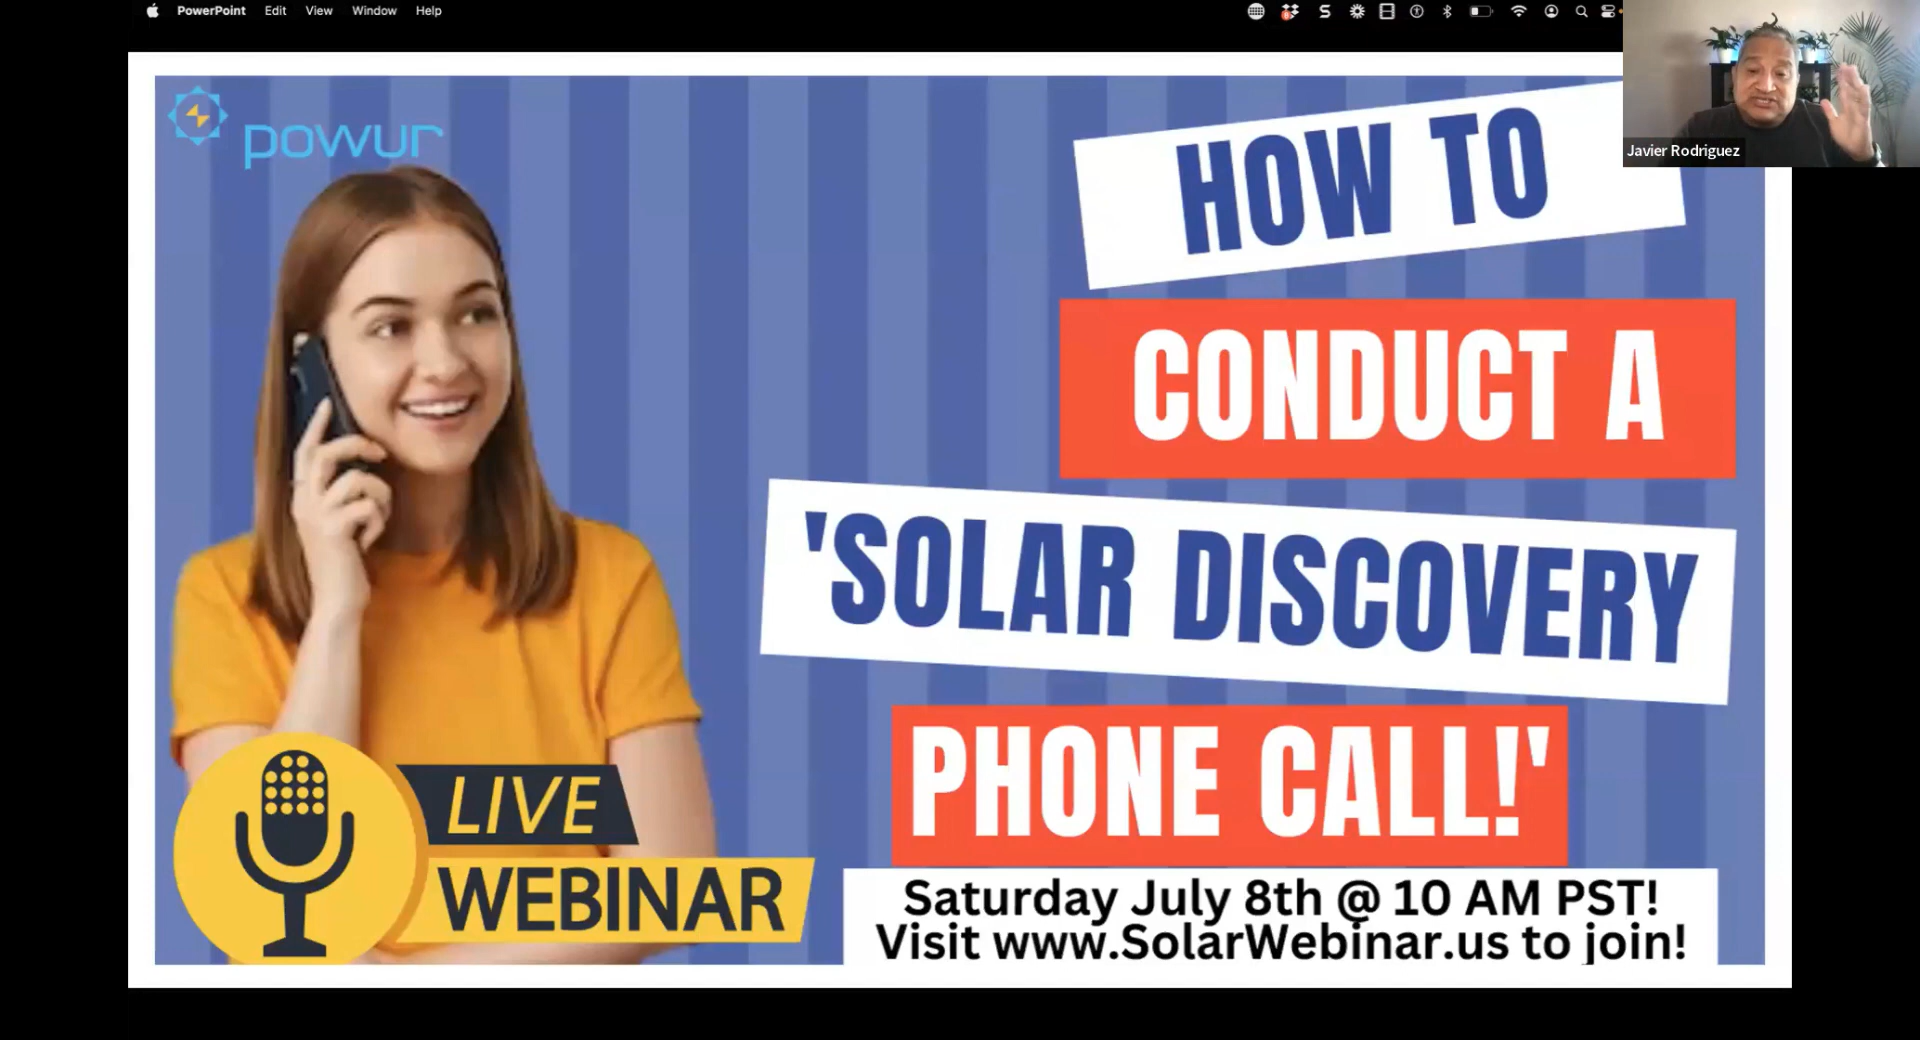 PowerPoint Edit View Window Help
powur
HOW TO
CONDUCT A
'SOLAR DISCOVERY
PHONE CALL!'
LIVE
WEBINAR
Saturday July 8th @ 10 AM PST!
Visit www.SolarWebinar.us to join!
Javier Rodriguez